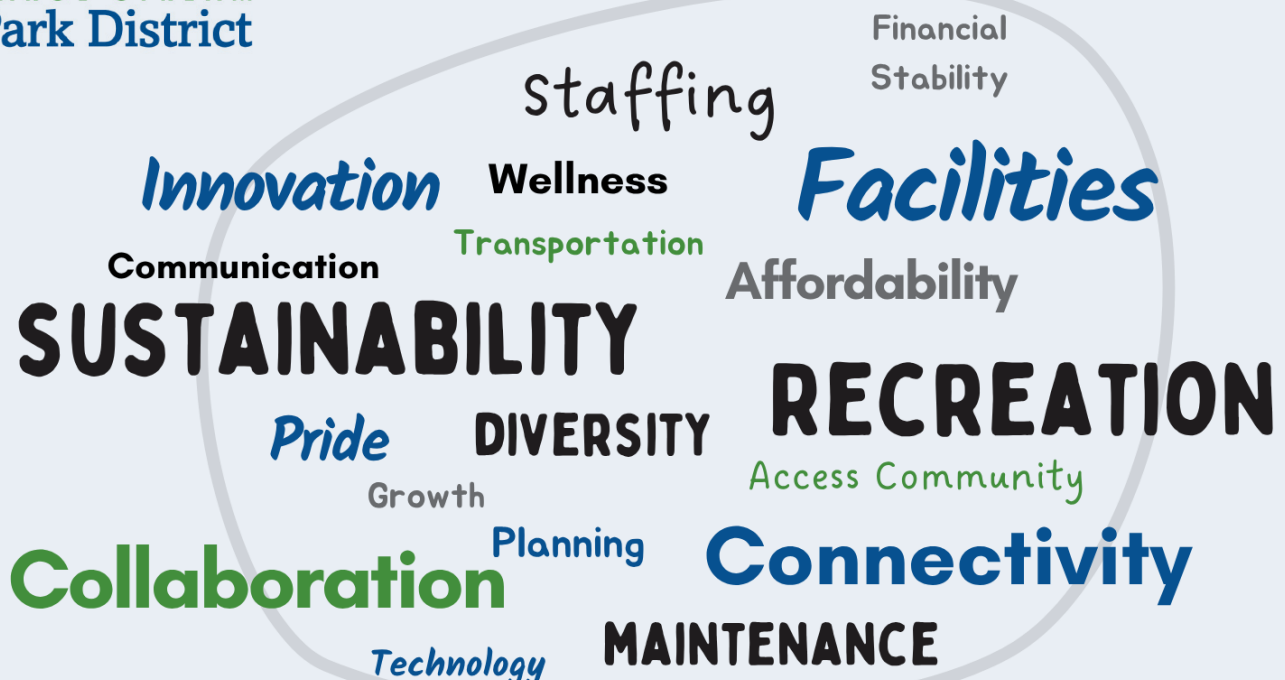 Park District
Financial
Stability
Staffing
Innovation
Wellness
Facilities
Transportation
Communication
Affordability
SUSTAINABILITY
RECREATION
Pride
DIVERSITY
Access Community
Growth
Planning
Connectivity
Collaboration
MAINTENANCE
Technology